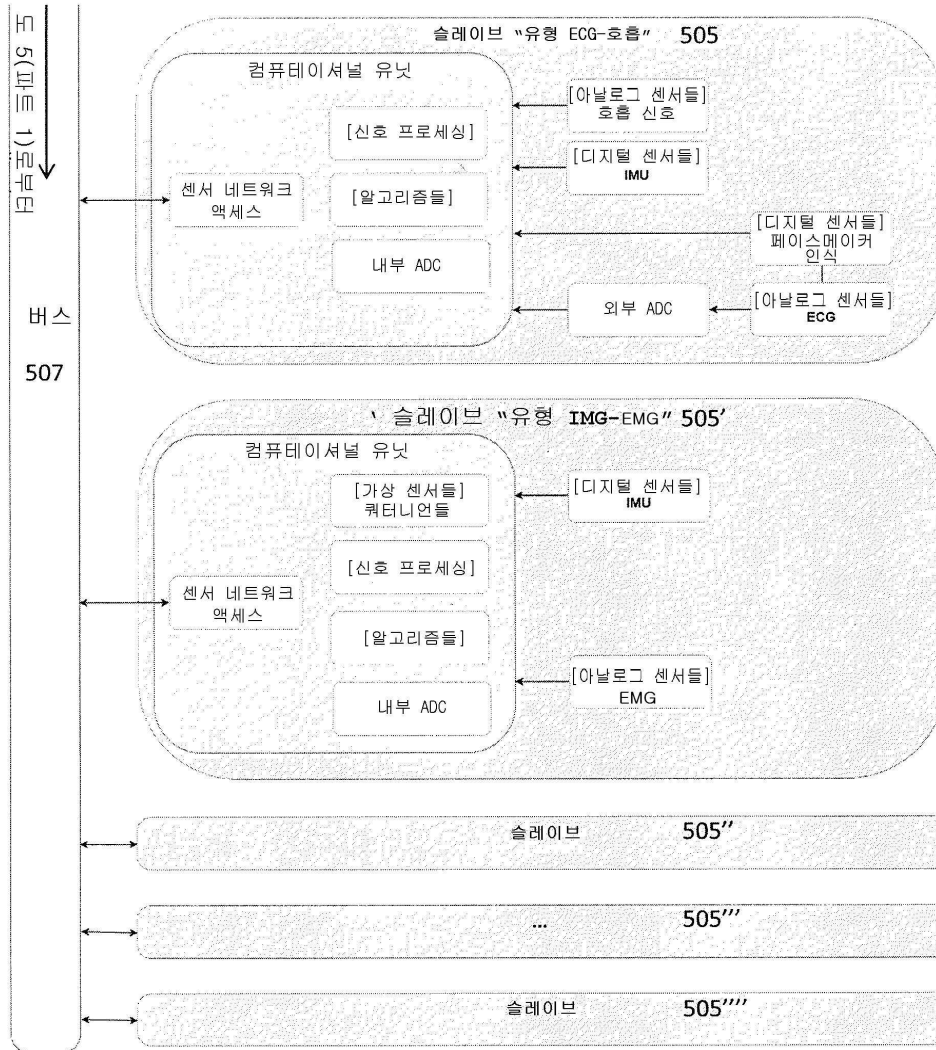 도 5(파트 1)로부터
버스
507
슬레이브 "유형 ECG-호흡" 505
컴퓨테이셔널 유닛
센서 네트워크
액세스
[신호 프로세싱]
[알고리즘들]
내부 ADC
[아날로그 센서들]
호흡 신호
[디지털 센서들]
IMU
[디지털 센서들]
페이스메이커
인식
외부 ADC
[아날로그 센서들]
ECG
' 슬레이브 "유형 IMG-EMG" 505'
컴퓨테이셔널 유닛
센서 네트워크
액세스
[가상 센서들]
쿼터니언들
[신호 프로세싱]
[알고리즘들]
내부 ADC
[디지털 센서들]
IMU
[아날로그 센서들]
EMG
슬레이브 505''
... 505'''
슬레이브 505''''